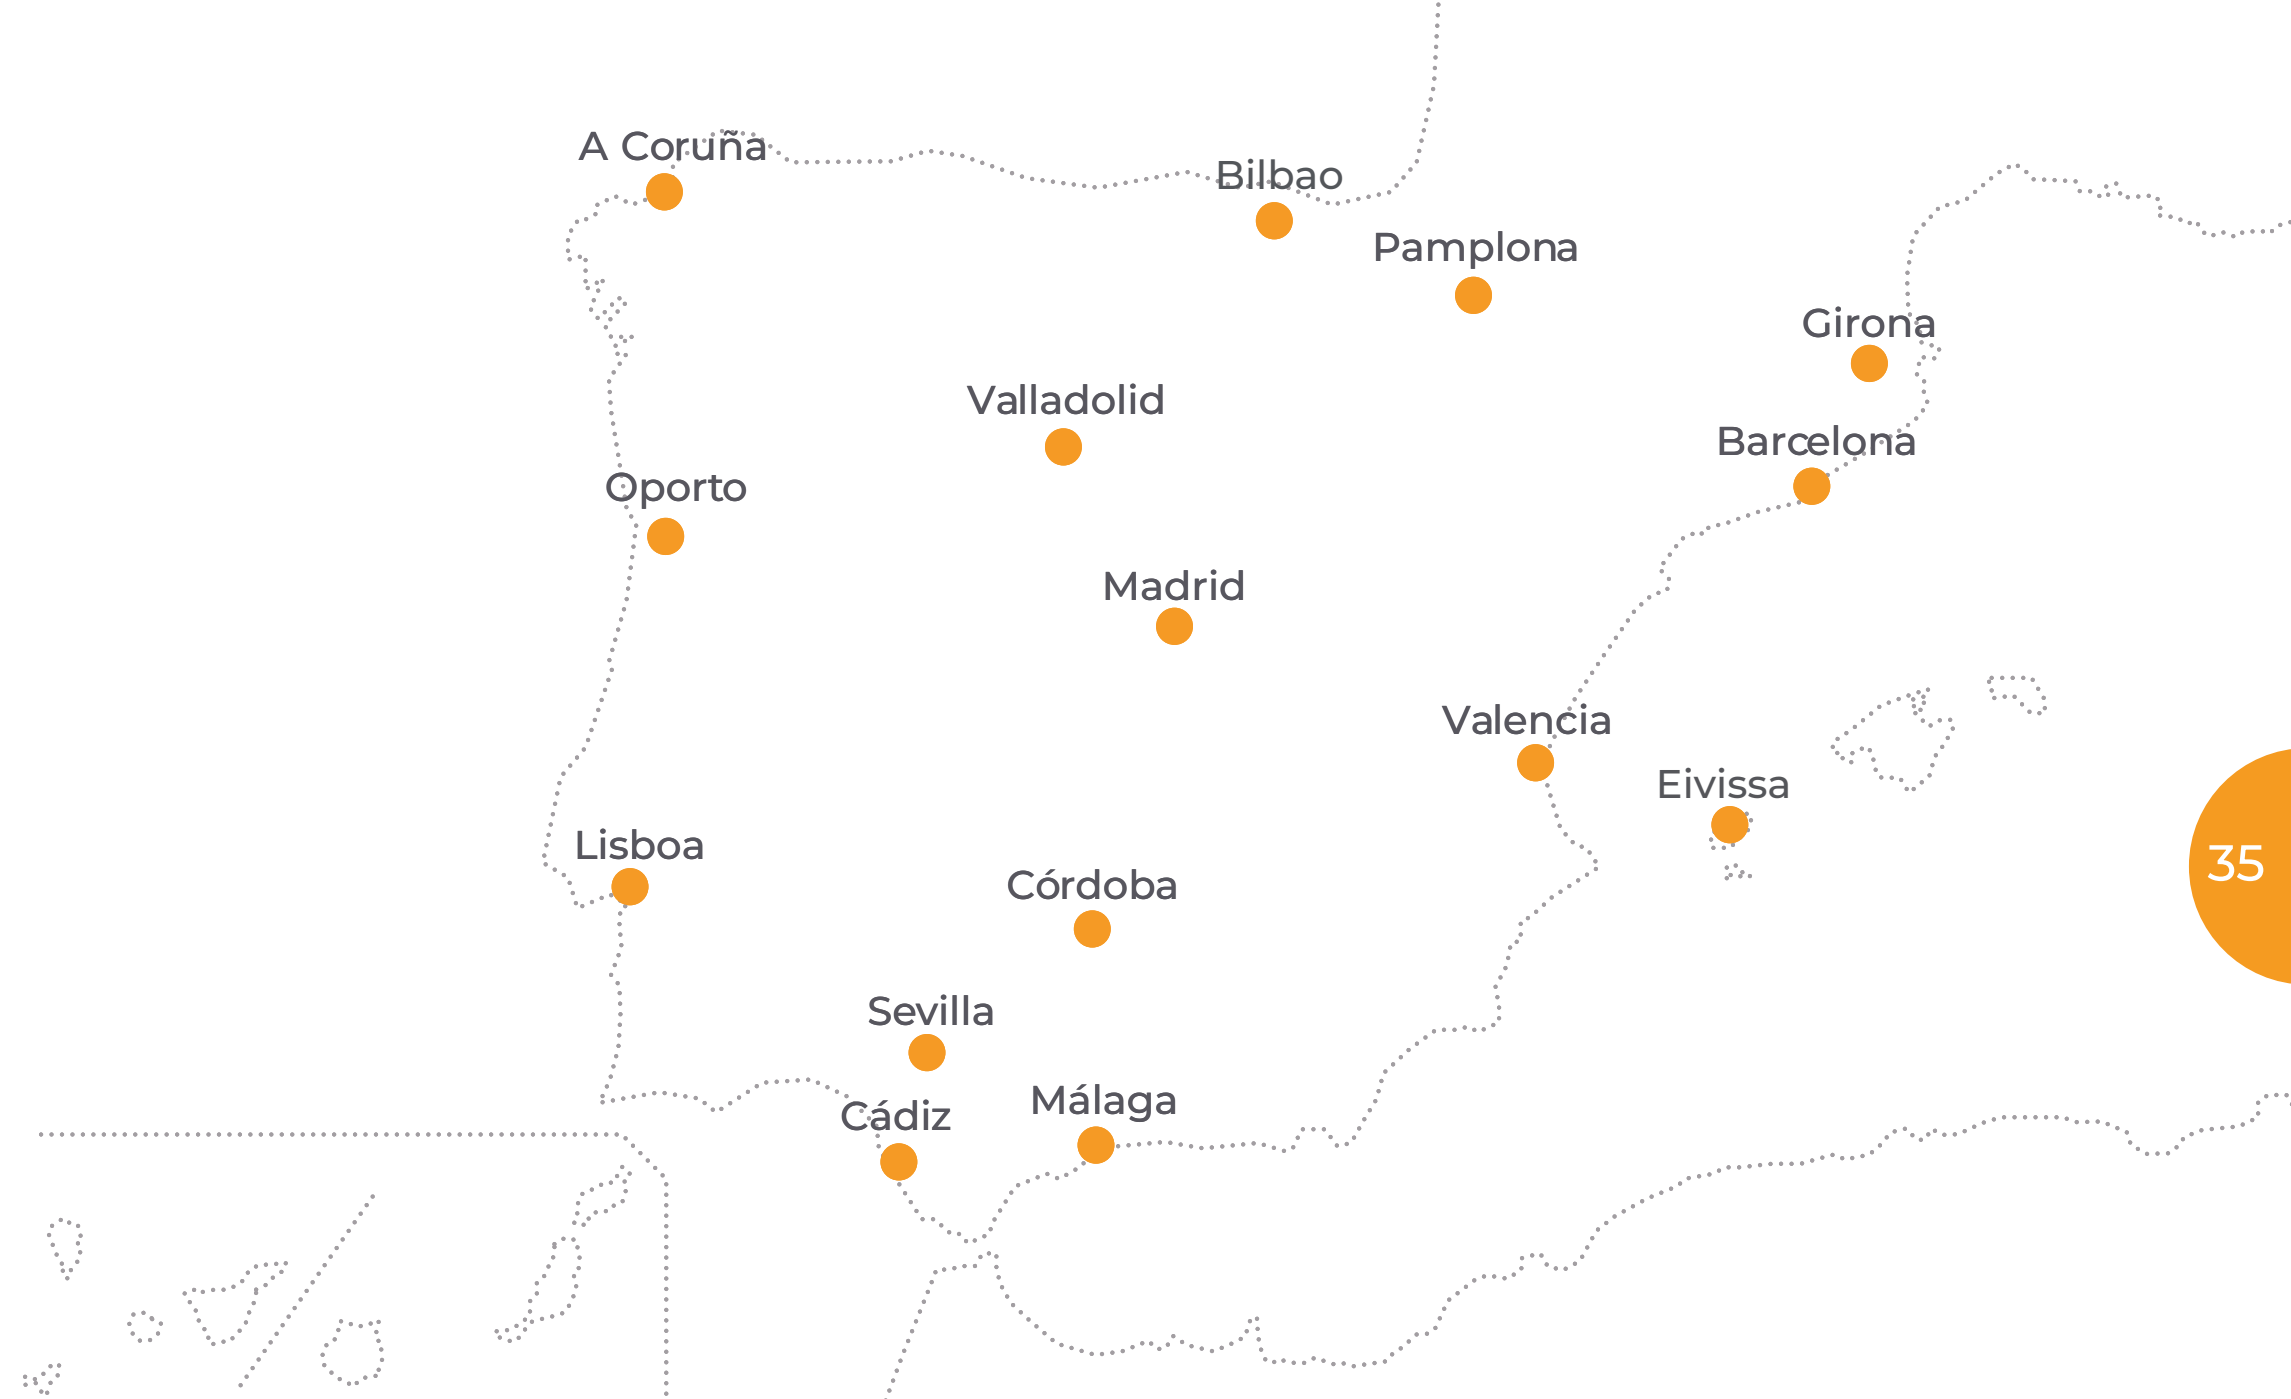 A Coruña
Bilbao
Pamplona
Girona
Valladolid
Barcelona
Oporto
Madrid
Valencia
Eivissa
Lisboa
35
Córdoba
Sevilla
Málaga
Cádiz